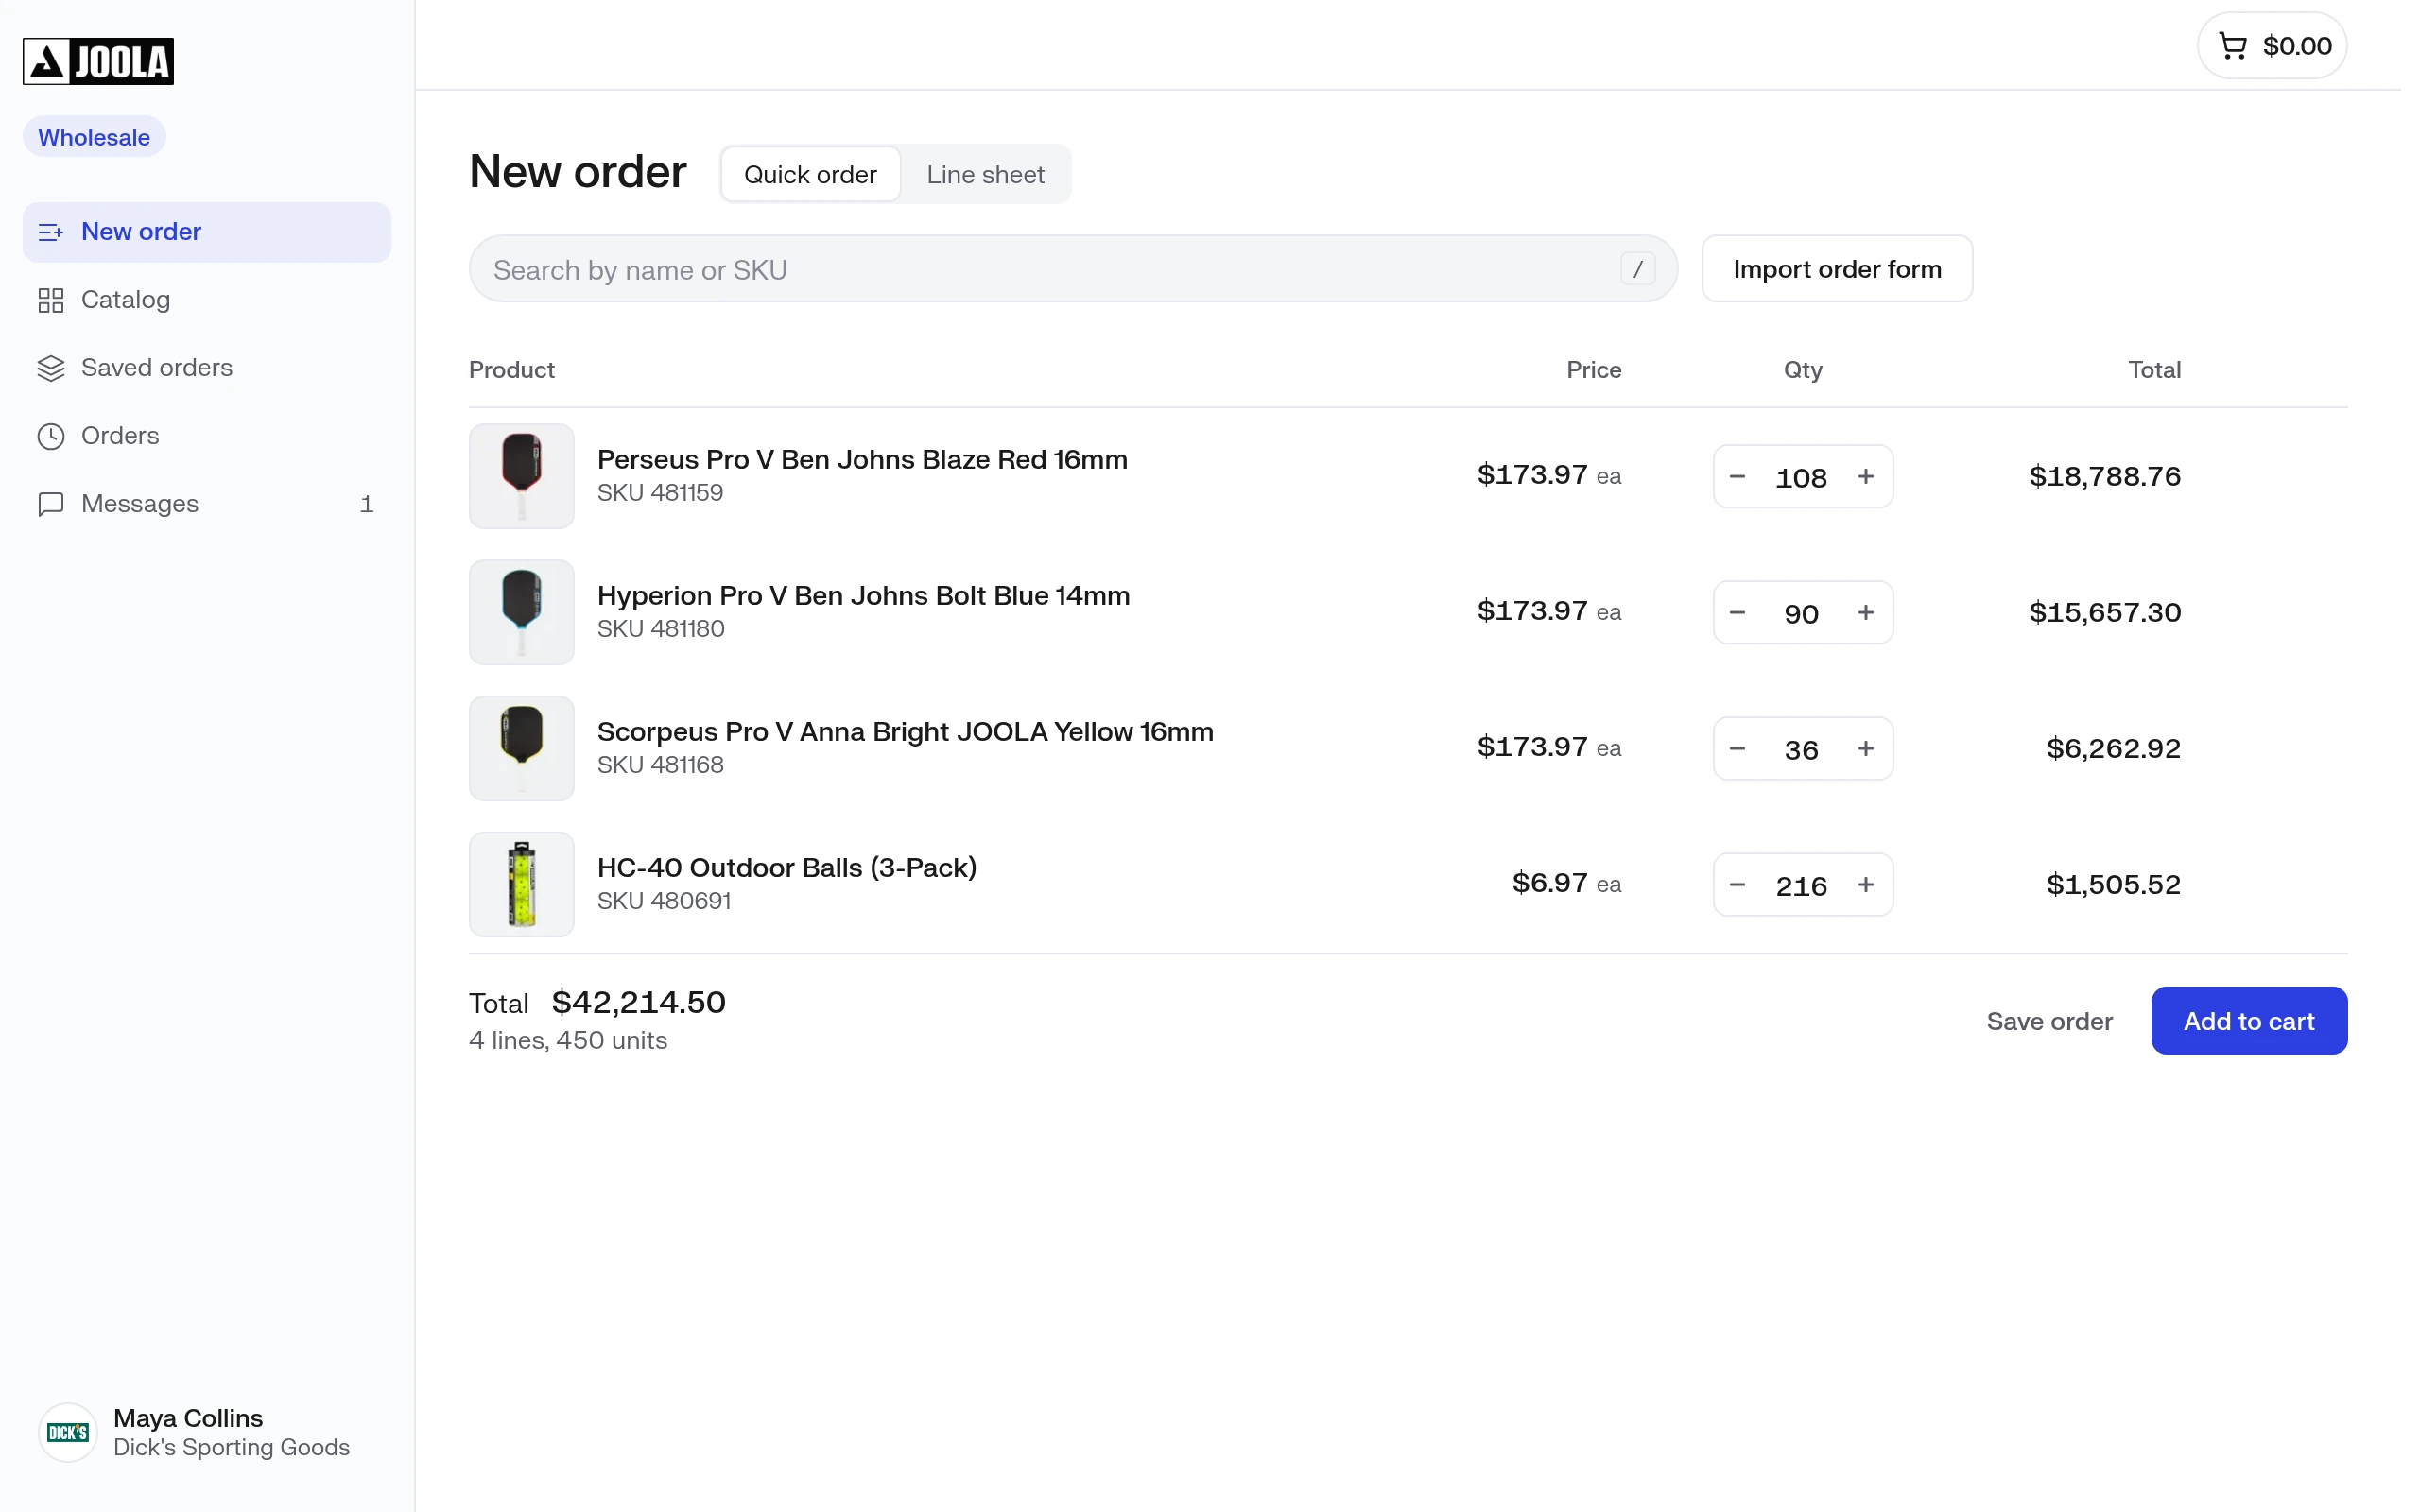 JOOLA
$0.00
Wholesale
New order
Catalog
Saved orders
Orders
Messages 1
New order Quick order Line sheet
Search by name or SKU / Import order form
Product Price Qty Total
Perseus Pro V Ben Johns Blaze Red 16mm
SKU 481159
$173.97 ea − 108 + $18,788.76
Hyperion Pro V Ben Johns Bolt Blue 14mm
SKU 481180
$173.97 ea − 90 + $15,657.30
Scorpeus Pro V Anna Bright JOOLA Yellow 16mm
SKU 481168
$173.97 ea − 36 + $6,262.92
HC-40 Outdoor Balls (3-Pack)
SKU 480691
$6.97 ea − 216 + $1,505.52
Total $42,214.50
4 lines, 450 units
Save order Add to cart
DICK'S
Maya Collins
Dick's Sporting Goods